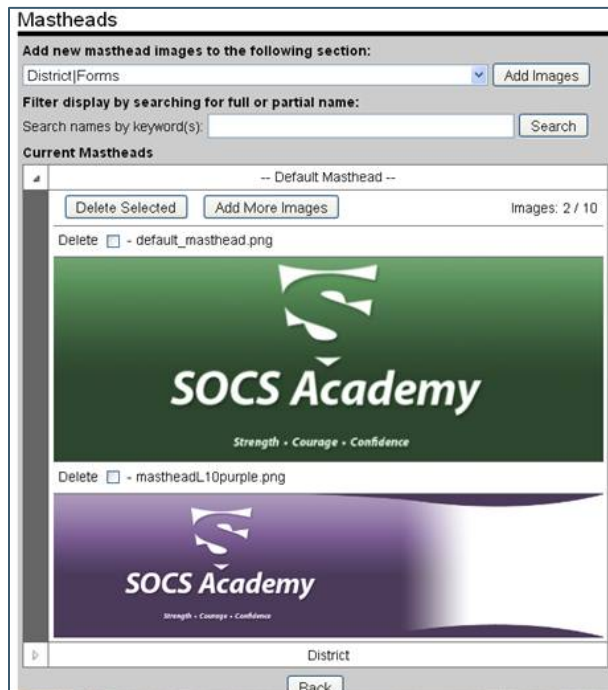 Mastheads
Add new masthead images to the following section:
District|Forms
Add Images
Filter display by searching for full or partial name:
Search names by keyword(s):
Search
Current Mastheads
-- Default Masthead --
Delete Selected
Add More Images
Images: 2 / 10
Delete - default_masthead.png
S
SOCS Academy
Strength • Courage • Confidence
Delete - mastheadL10purple.png
S
SOCS Academy
Strength • Courage • Confidence
District
Back